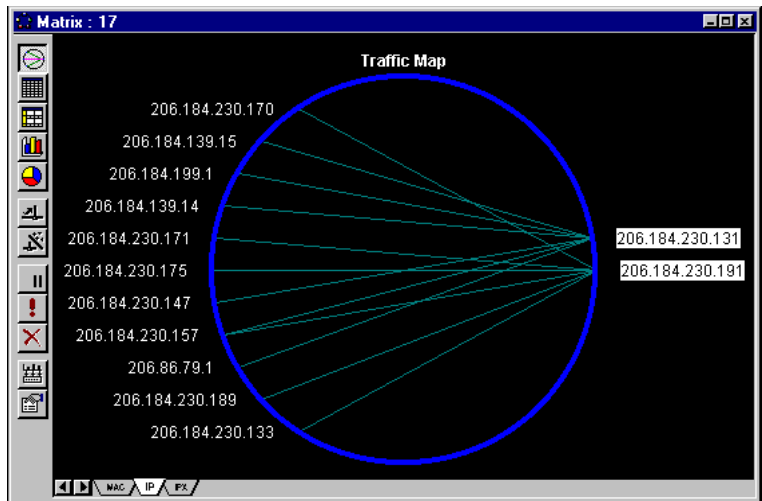 Matrix : 17
Traffic Map
206.184.230.170
206.184.139.15
206.184.199.1
206.184.139.14
206.184.230.171
206.184.230.131
206.184.230.175
206.184.230.191
206.184.230.147
206.184.230.157
206.86.79.1
206.184.230.189
206.184.230.133
MAC
IP
IPX